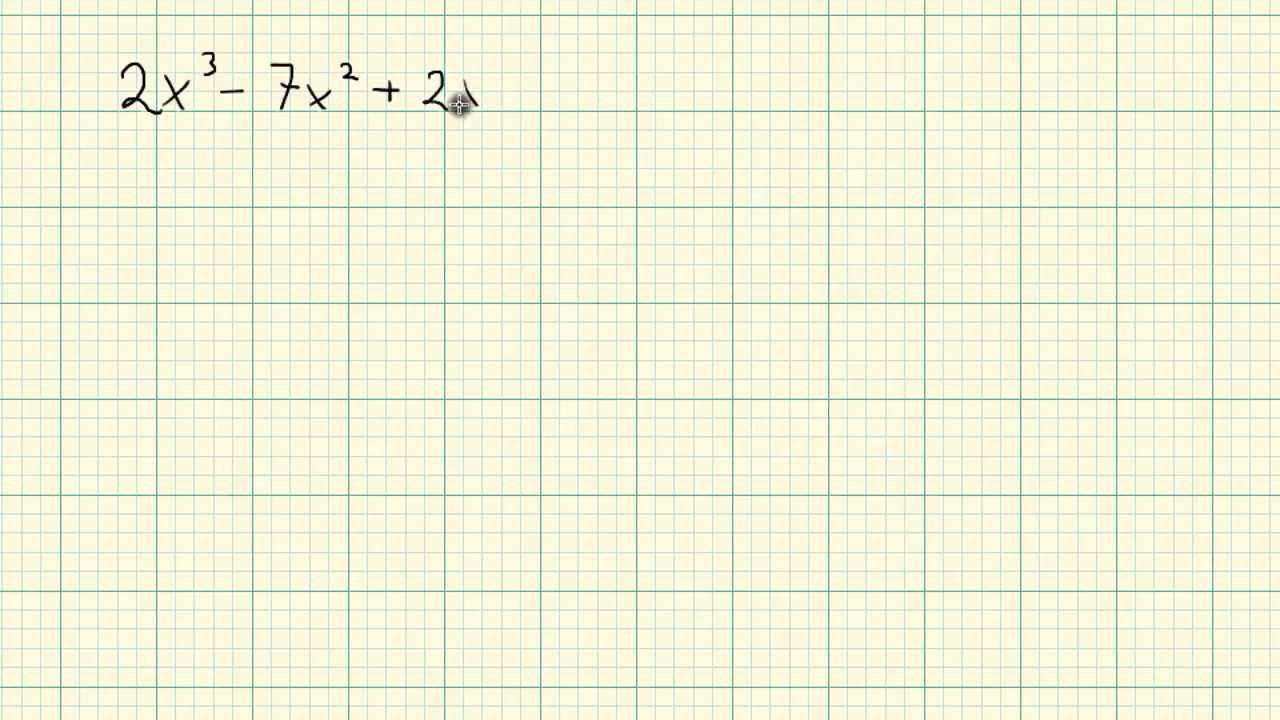 2x³ - 7x² + 2